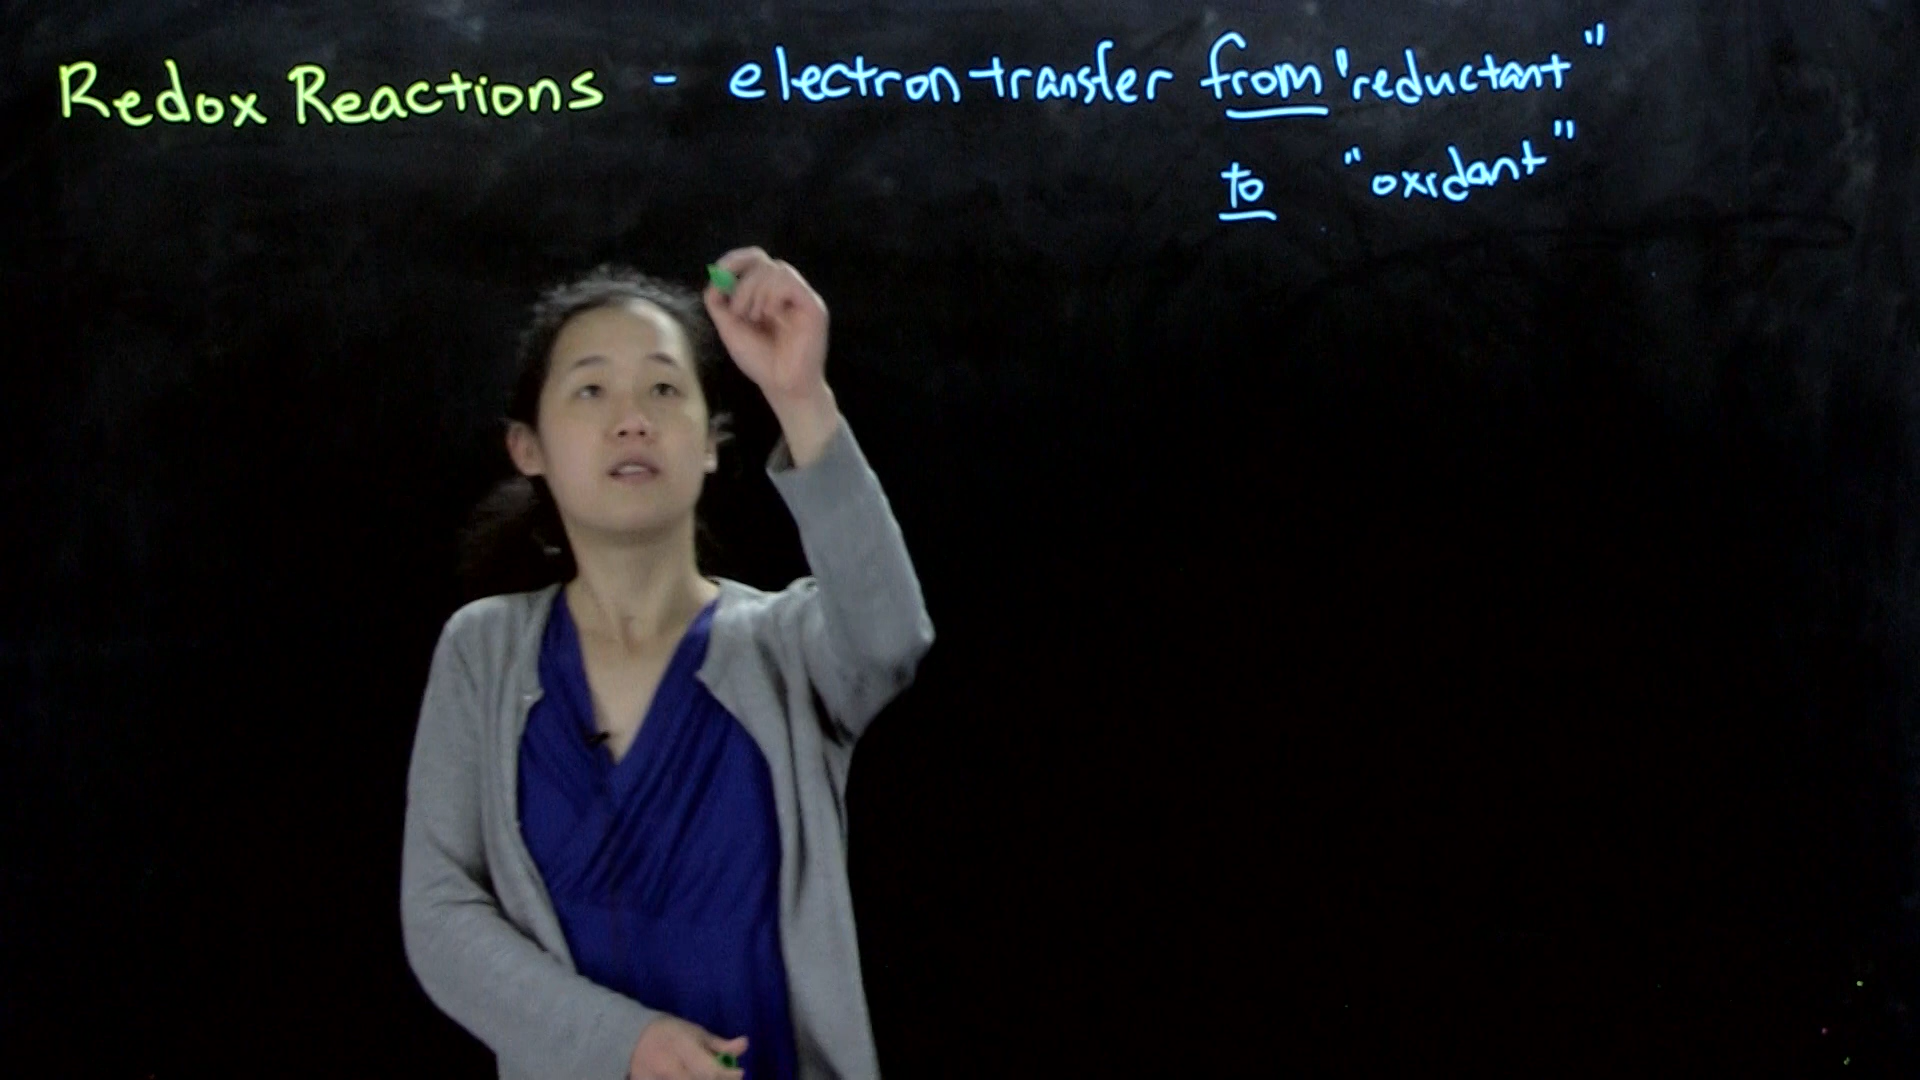 Redox Reactions - electron transfer from "reductant"
to "oxidant"